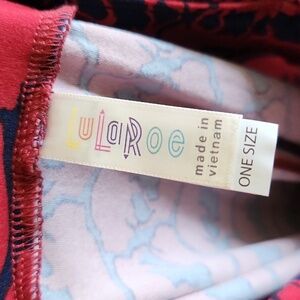 LuLaRoe
made in
vietnam
ONE SIZE